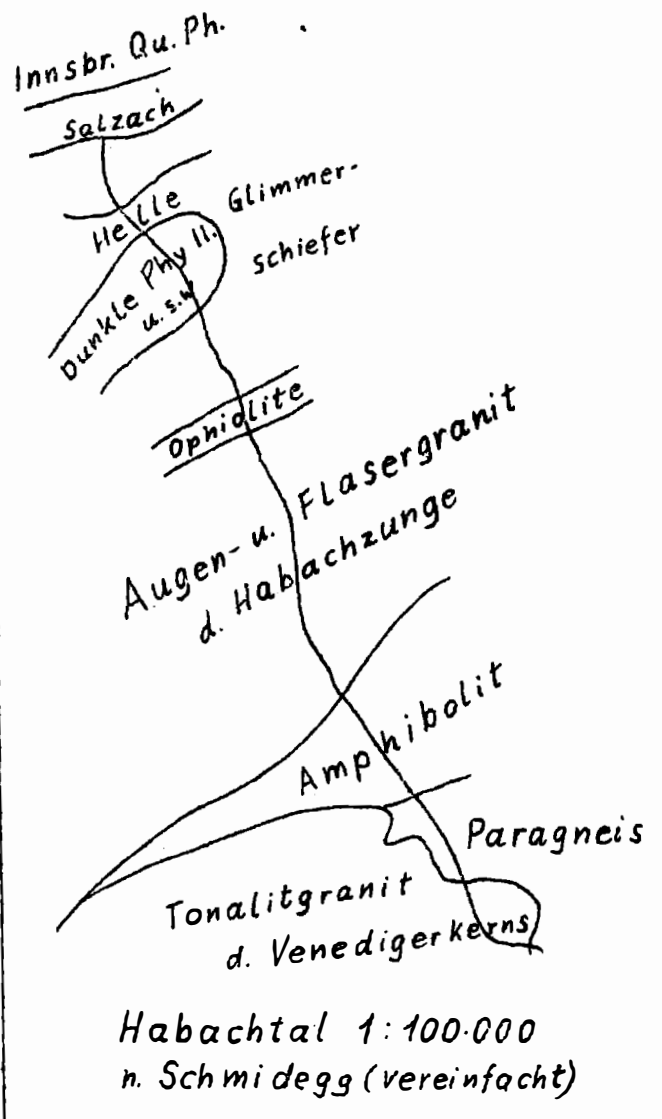 Innsbr. Qu. Ph.
Salzach
Helle Glimmer-
schiefer
Dunkle Phyll.
u.s.w.
Ophiolite
Augen- u. Flasergranit
d. Habachzunge
Amphibolit
Paragneis
Tonalitgranit
d. Venedigerkerns
Habachtal 1:100.000
n. Schmidegg (vereinfacht)